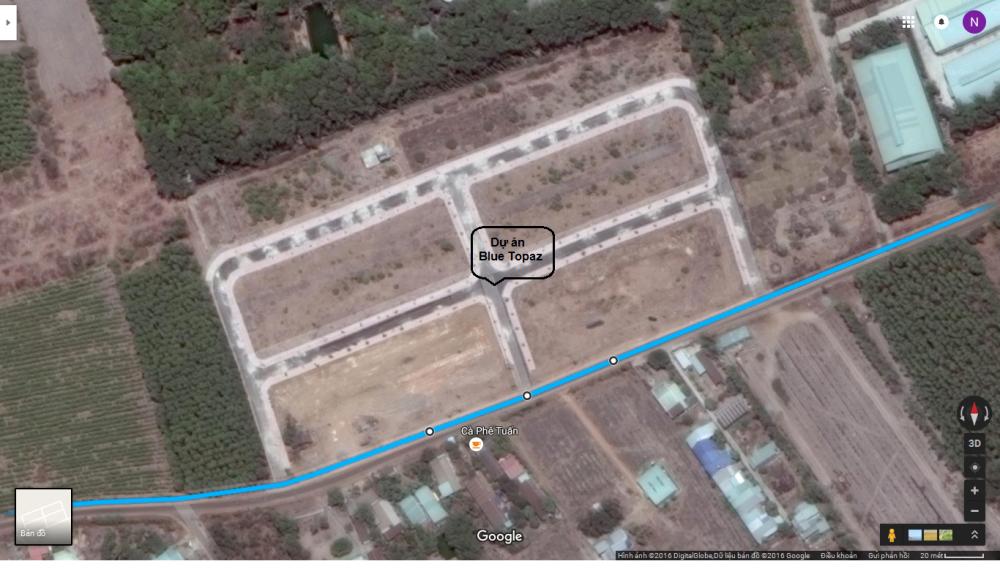 N
Dự án
Blue Topaz
Cà Phê Tuấn
3D
Bản đồ
Google
Hình ảnh ©2016 DigitalGlobe,Dữ liệu bản đồ ©2016 Google Điều khoản Gửi phản hồi 20 mét